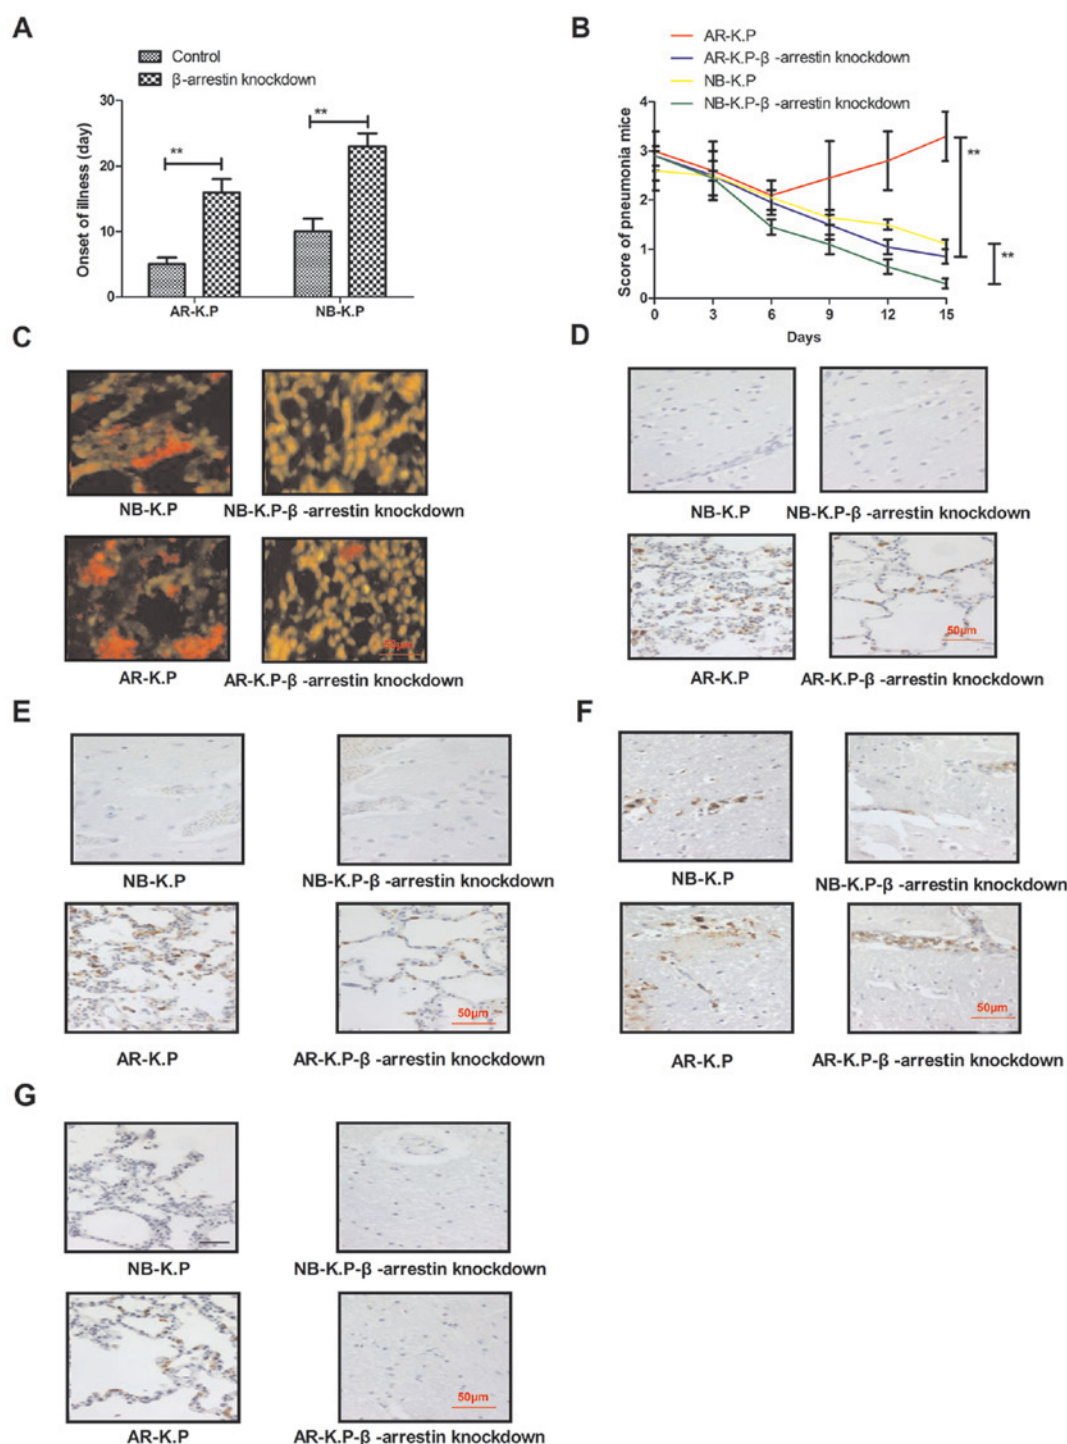 A
Control
β-arrestin knockdown
Onset of illness (day)
30
20
10
0
**
**
AR-K.P
NB-K.P
B
AR-K.P
AR-K.P-β -arrestin knockdown
NB-K.P
NB-K.P-β -arrestin knockdown
Score of pneumonia mice
4
3
2
1
0
**
**
0 3 6 9 12 15
Days
C
NB-K.P
NB-K.P-β -arrestin knockdown
50μm
AR-K.P
AR-K.P-β -arrestin knockdown
D
NB-K.P
NB-K.P-β -arrestin knockdown
50μm
AR-K.P
AR-K.P-β -arrestin knockdown
E
NB-K.P
NB-K.P-β -arrestin knockdown
50μm
AR-K.P
AR-K.P-β -arrestin knockdown
F
NB-K.P
NB-K.P-β -arrestin knockdown
50μm
AR-K.P
AR-K.P-β -arrestin knockdown
G
NB-K.P
NB-K.P-β -arrestin knockdown
50μm
AR-K.P
AR-K.P-β -arrestin knockdown